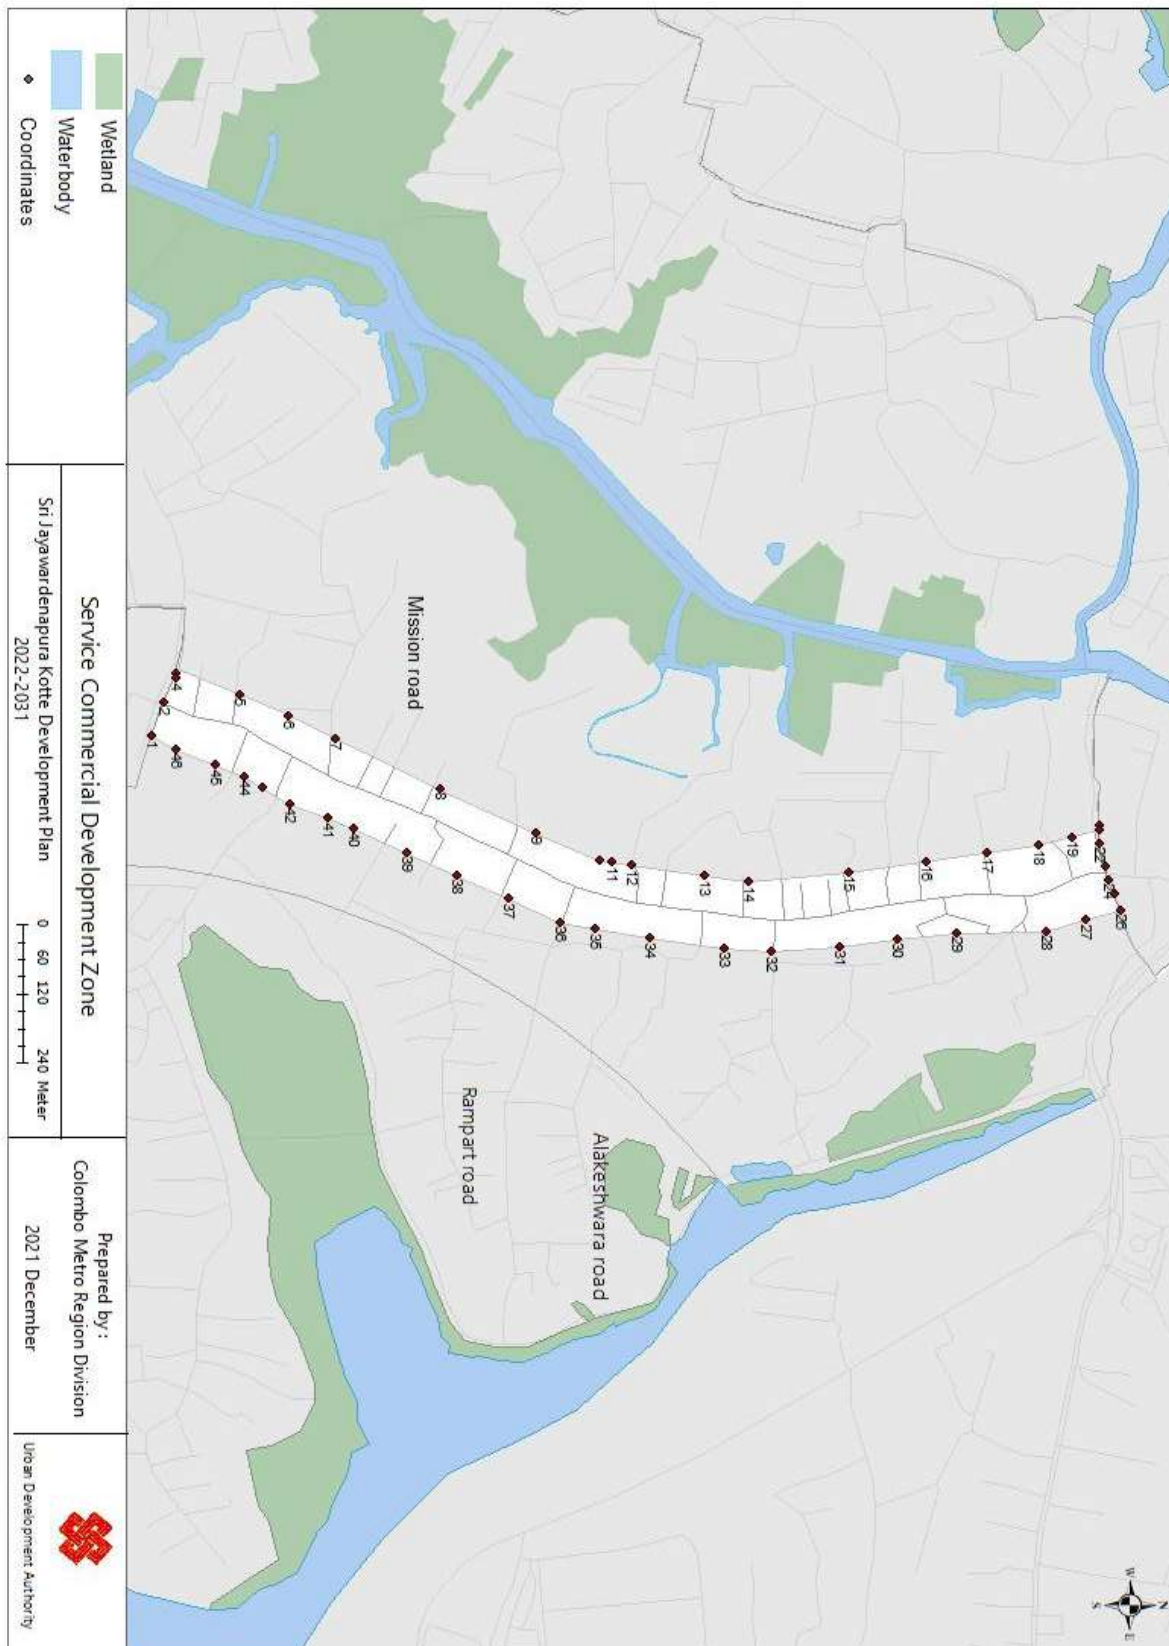 N
W
E
S
Mission road
Rampart road
Alakeshwara road
1
2
4
5
6
7
8
9
11
12
13
14
15
16
17
18
19
22
24
26
27
28
29
30
31
32
33
34
35
36
37
38
39
40
41
42
44
45
46
Wetland
Waterbody
Coordinates
Service Commercial Development Zone
Sri Jayawardenapura Kotte Development Plan
2022-2031
0 60 120 240 Meter
Prepared by :
Colombo Metro Region Division
2021 December
Urban Development Authority